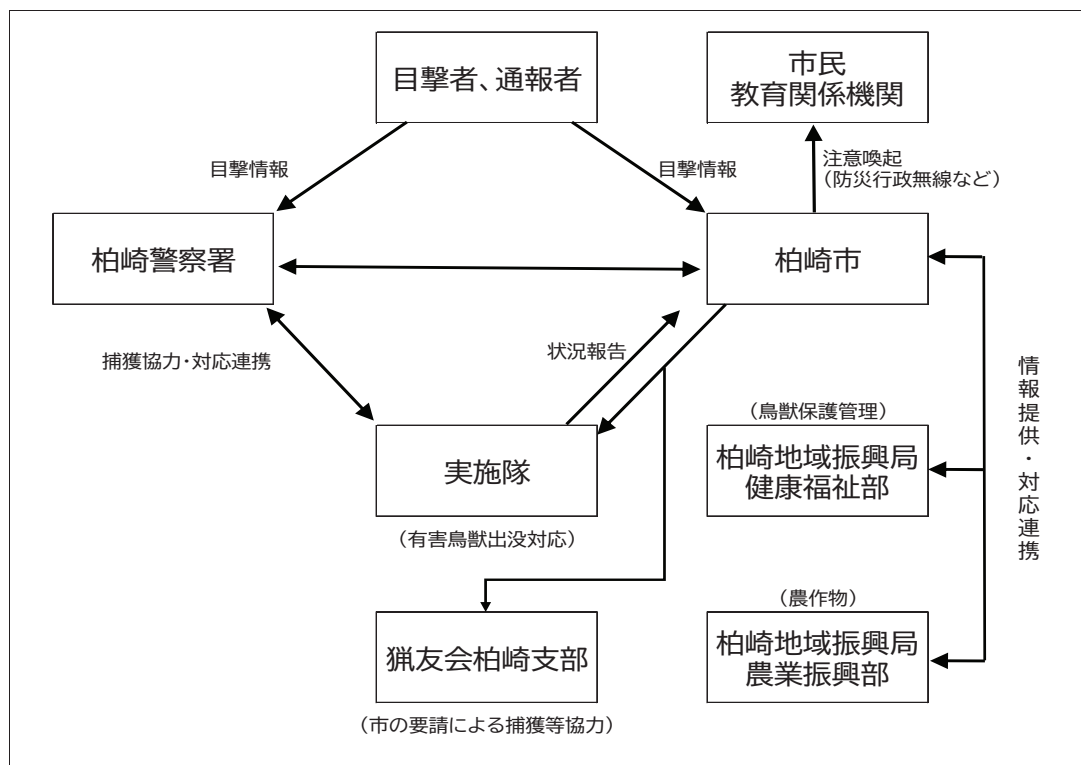 目撃者、通報者
市民
教育関係機関
目撃情報
目撃情報
注意喚起
(防災行政無線など)
柏崎警察署
柏崎市
捕獲協力・対応連携
状況報告
情報提供・対応連携
実施隊
(有害鳥獣出没対応)
(鳥獣保護管理)
柏崎地域振興局
健康福祉部
猟友会柏崎支部
(市の要請による捕獲等協力)
(農作物)
柏崎地域振興局
農業振興部